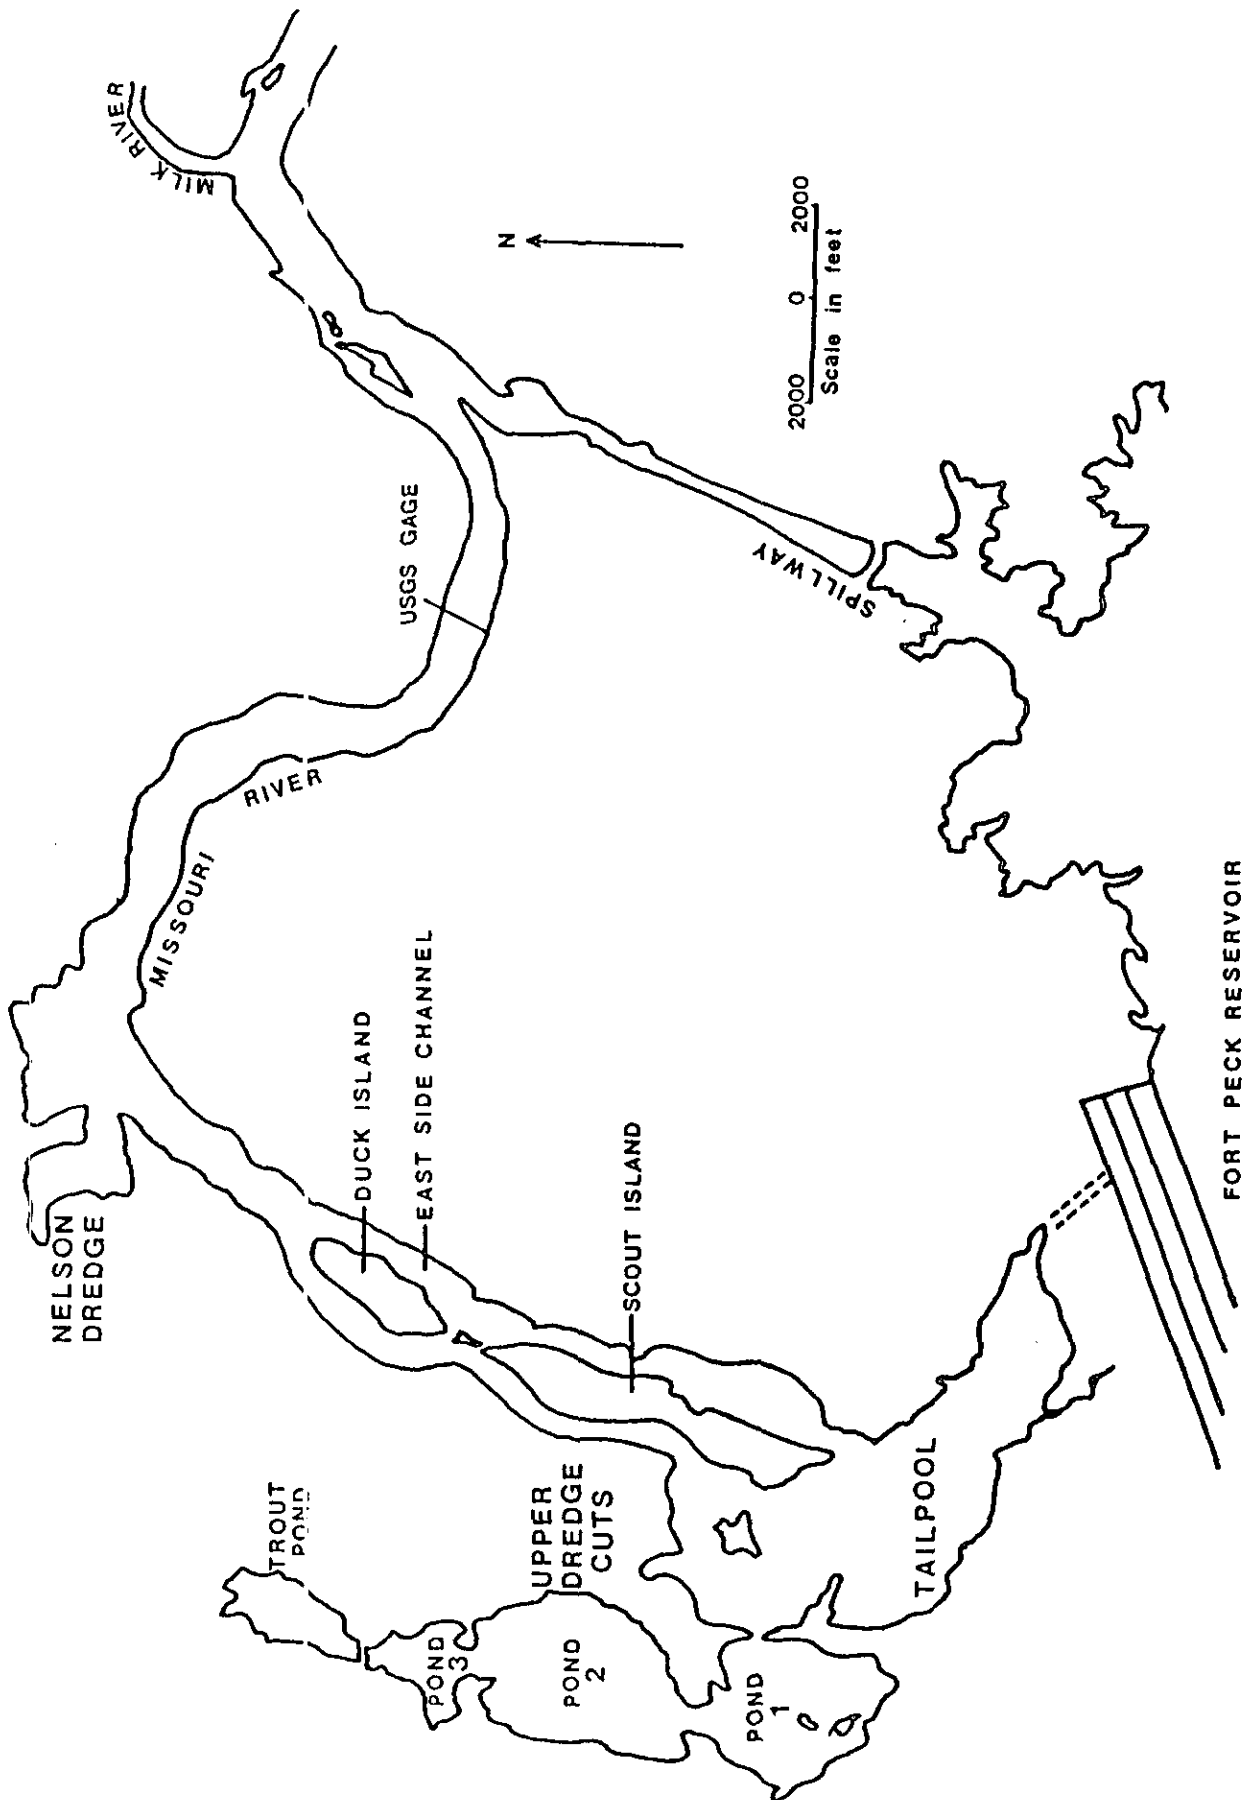 MILK RIVER
N
2000 0 2000
Scale in feet
USGS GAGE
SPILLWAY
MISSOURI
RIVER
NELSON
DREDGE
DUCK ISLAND
EAST SIDE CHANNEL
SCOUT ISLAND
TROUT
POND
UPPER
DREDGE
CUTS
POND
3
POND
2
POND
1
TAILPOOL
FORT PECK RESERVOIR